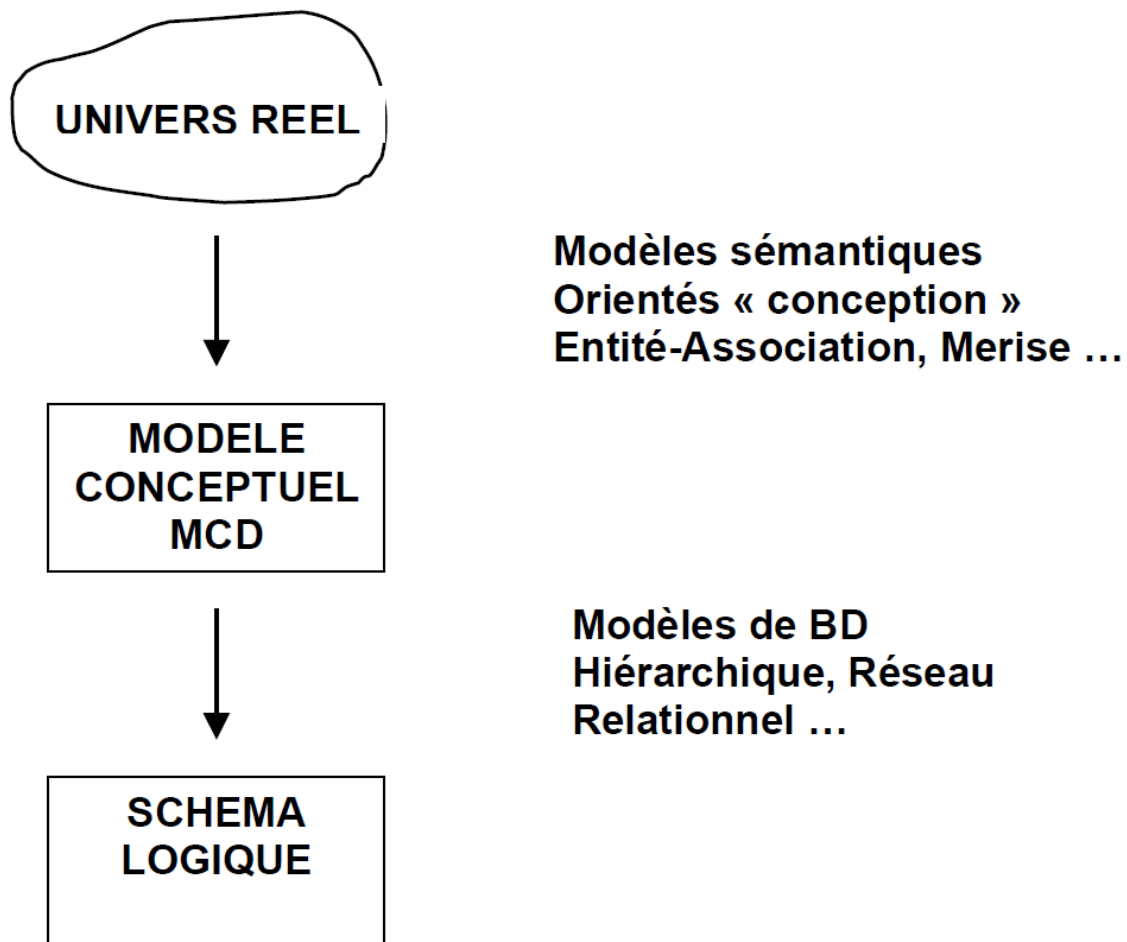 UNIVERS REEL
Modèles sémantiques
Orientés « conception »
Entité-Association, Merise …
MODELE
CONCEPTUEL
MCD
Modèles de BD
Hiérarchique, Réseau
Relationnel …
SCHEMA
LOGIQUE